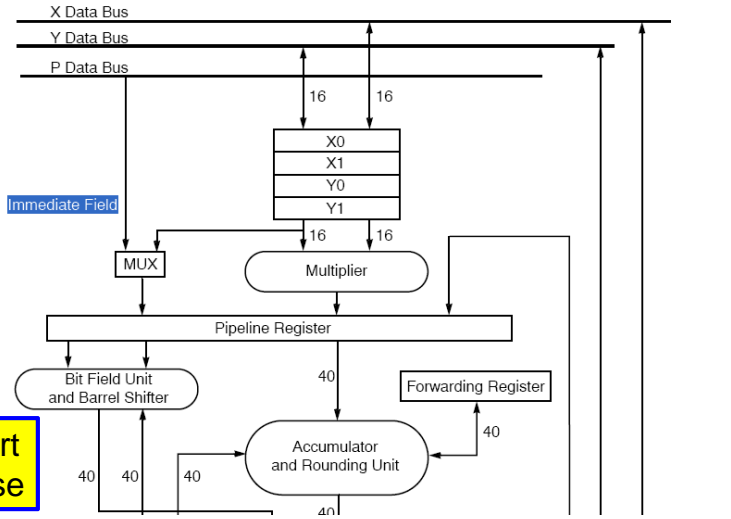 X Data Bus
Y Data Bus
P Data Bus
16
16
X0
X1
Y0
Y1
Immediate Field
16
16
MUX
Multiplier
Pipeline Register
Bit Field Unit
and Barrel Shifter
40
Forwarding Register
rt
se
40
40
40
Accumulator
and Rounding Unit
40
40